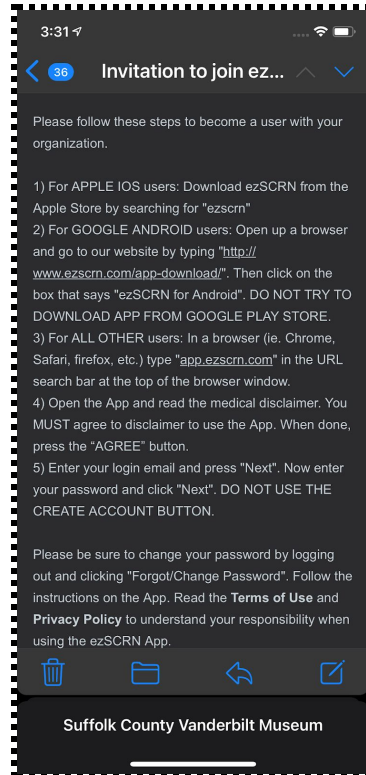 3:31
36 Invitation to join ez...
Please follow these steps to become a user with your
organization.
1) For APPLE IOS users: Download ezSCRN from the
Apple Store by searching for "ezscrn"
2) For GOOGLE ANDROID users: Open up a browser
and go to our website by typing "http://
www.ezscrn.com/app-download/". Then click on the
box that says "ezSCRN for Android". DO NOT TRY TO
DOWNLOAD APP FROM GOOGLE PLAY STORE.
3) For ALL OTHER users: In a browser (ie. Chrome,
Safari, firefox, etc.) type "app.ezscrn.com" in the URL
search bar at the top of the browser window.
4) Open the App and read the medical disclaimer. You
MUST agree to disclaimer to use the App. When done,
press the “AGREE” button.
5) Enter your login email and press "Next". Now enter
your password and click "Next". DO NOT USE THE
CREATE ACCOUNT BUTTON.
Please be sure to change your password by logging
out and clicking "Forgot/Change Password". Follow the
instructions on the App. Read the Terms of Use and
Privacy Policy to understand your responsibility when
using the ezSCRN App.
Suffolk County Vanderbilt Museum